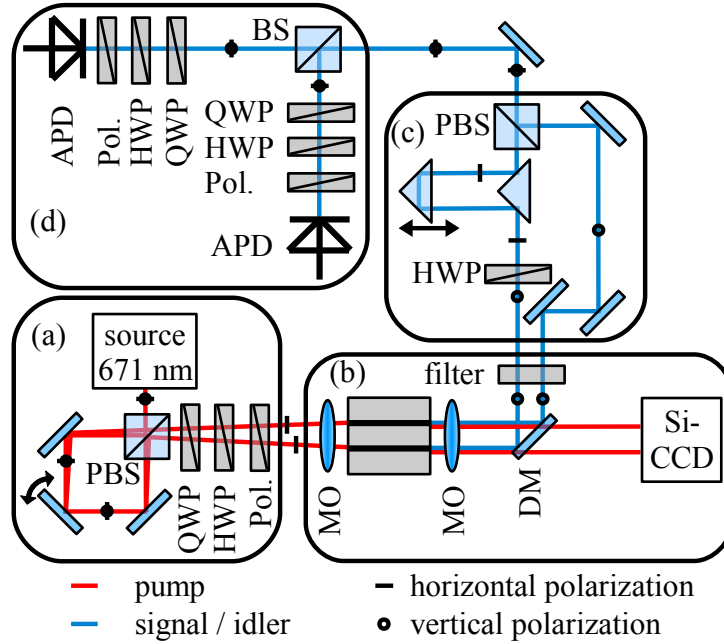 BS
APD
Pol.
HWP
QWP
QWP
HWP
Pol.
APD
(d)
PBS
(c)
HWP
(a)
source
671 nm
PBS
QWP
HWP
Pol.
(b)
filter
MO
MO
DM
Si-
CCD
pump
signal / idler
horizontal polarization
vertical polarization